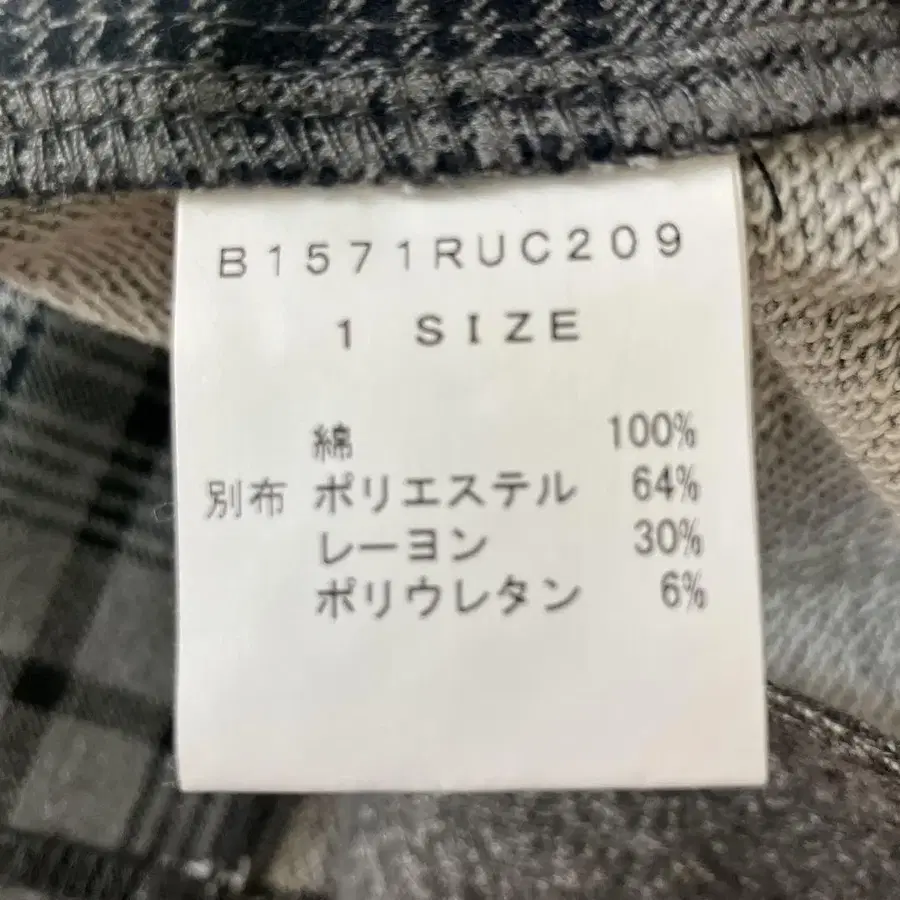 B1571RUC209
1 SIZE
綿 100%
別布 ポリエステル 64%
レーヨン 30%
ポリウレタン 6%